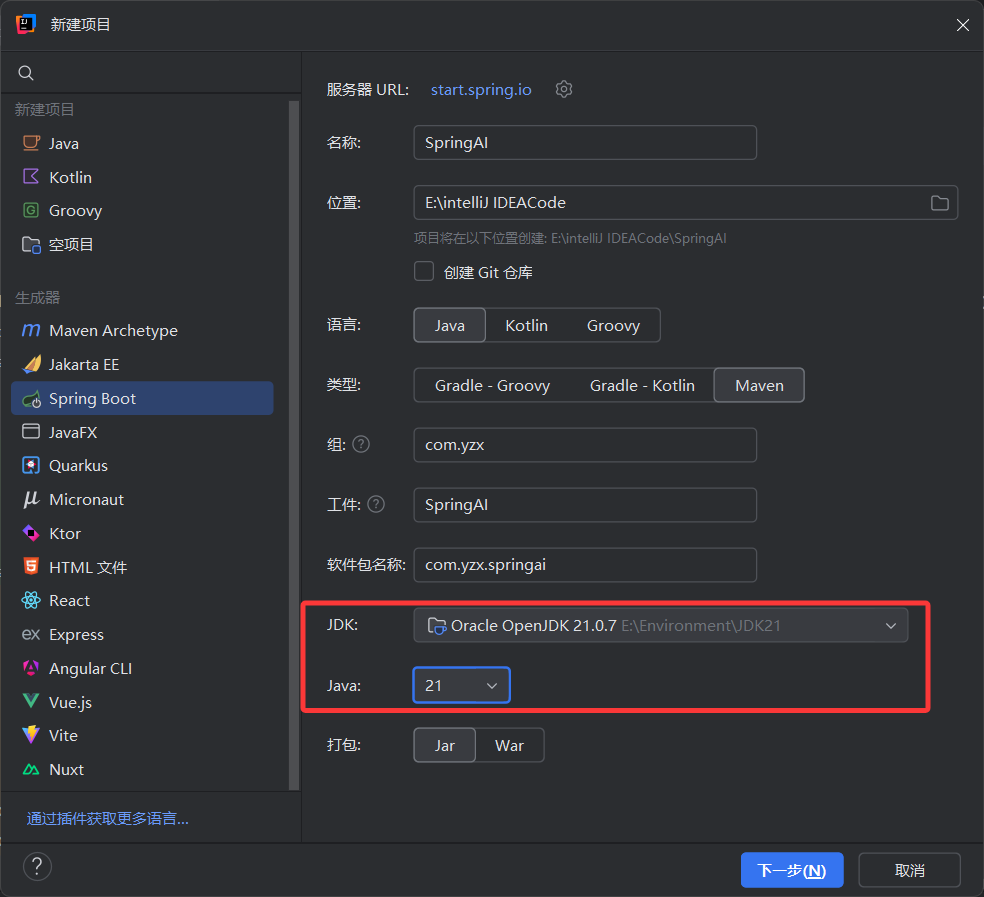 新建项目
新建项目
Java
Kotlin
Groovy
空项目
生成器
Maven Archetype
Jakarta EE
Spring Boot
JavaFX
Quarkus
Micronaut
Ktor
HTML 文件
React
ex Express
Angular CLI
Vue.js
Vite
Nuxt
通过插件获取更多语言...
服务器 URL: start.spring.io
名称: SpringAI
位置: E:\intelliJ IDEACode
项目将在以下位置创建: E:\intelliJ IDEACode\SpringAI
创建 Git 仓库
语言: Java Kotlin Groovy
类型: Gradle - Groovy Gradle - Kotlin Maven
组: ? com.yzx
工件: ? SpringAI
软件包名称: com.yzx.springai
JDK: Oracle OpenJDK 21.0.7 E:\Environment\JDK21
Java: 21
打包: Jar War
? 下一步(N) 取消